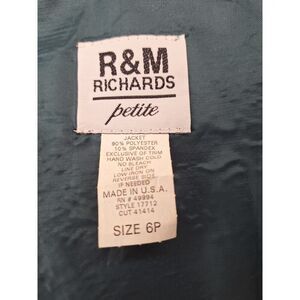 R&M
RICHARDS
petite
JACKET
90% POLYESTER
10% SPANDEX
EXCLUSIVE OF TRIM
HAND WASH COLD
NO BLEACH
LINE DRY
LOW IRON ON
REVERSE SIDE
IF NEEDED
MADE IN U.S.A.
RN # 49994
STYLE 17712
CUT 41414
SIZE 6P